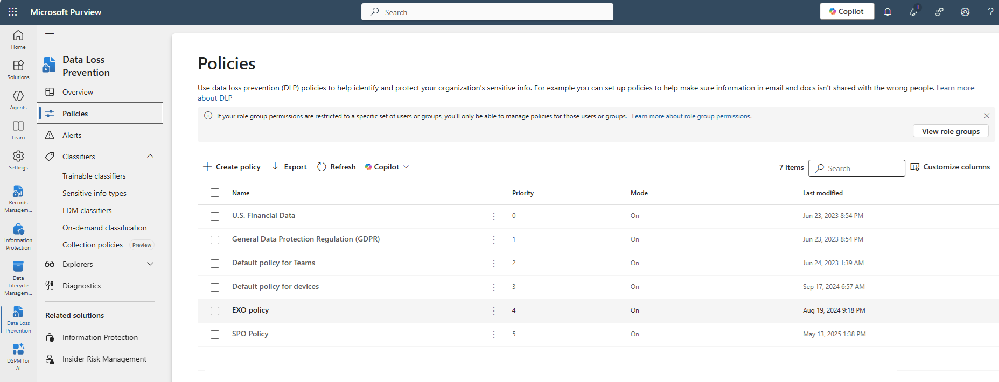 Microsoft Purview
Search
Copilot
1
Home
Solutions
Agents
Learn
Settings
Records
Managem...
Information
Protection
Data
Lifecycle
Managem...
Data Loss
Prevention
DSPM for
AI
Data Loss
Prevention
Overview
Policies
Alerts
Classifiers
Trainable classifiers
Sensitive info types
EDM classifiers
On-demand classification
Collection policies Preview
Explorers
Diagnostics
Related solutions
Information Protection
Insider Risk Management
Policies
Use data loss prevention (DLP) policies to help identify and protect your organization's sensitive info. For example you can set up policies to help make sure information in email and docs isn't shared with the wrong people. Learn more
about DLP
If your role group permissions are restricted to a specific set of users or groups, you'll only be able to manage policies for those users or groups. Learn more about role group permissions.
View role groups
Create policy Export Refresh Copilot 7 items Search Customize columns
Name Priority Mode Last modified
U.S. Financial Data 0 On Jun 23, 2023 8:54 PM
General Data Protection Regulation (GDPR) 1 On Jun 23, 2023 8:54 PM
Default policy for Teams 2 On Jun 24, 2023 1:39 AM
Default policy for devices 3 On Sep 17, 2024 6:57 AM
EXO policy 4 On Aug 19, 2024 9:18 PM
SPO Policy 5 On May 13, 2025 1:38 PM